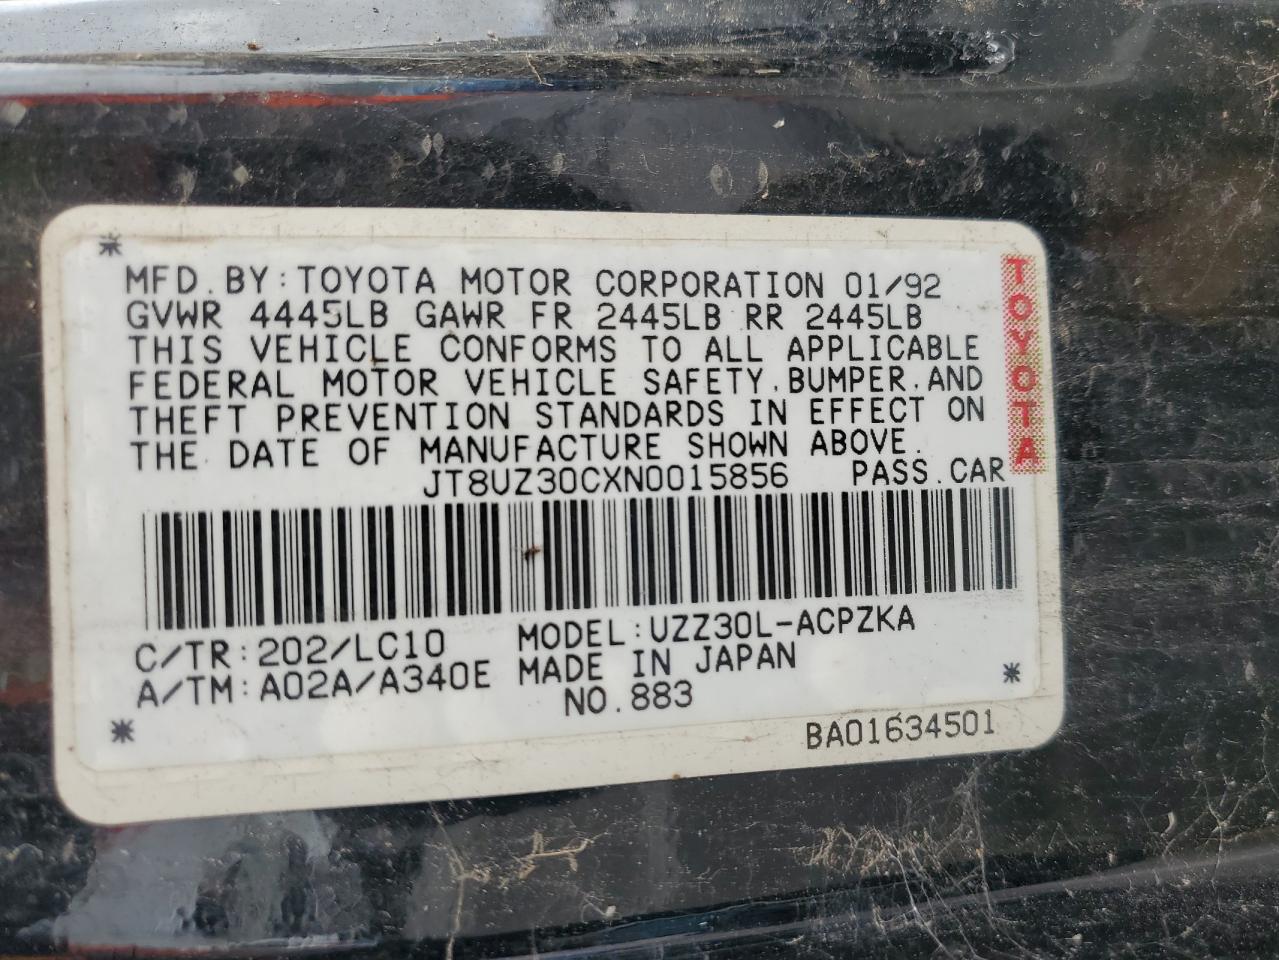 MFD. BY: TOYOTA MOTOR CORPORATION 01/92
GVWR 4445LB GAWR FR 2445LB RR 2445LB
THIS VEHICLE CONFORMS TO ALL APPLICABLE
FEDERAL MOTOR VEHICLE SAFETY.BUMPER.AND
THEFT PREVENTION STANDARDS IN EFFECT ON
THE DATE OF MANUFACTURE SHOWN ABOVE.
JT8UZ30CXN0015856 PASS.CAR
TOYOTA
C/TR:202/LC10 MODEL:UZZ30L-ACPZKA
A/TM:A02A/A340E MADE IN JAPAN
NO.883
BA01634501